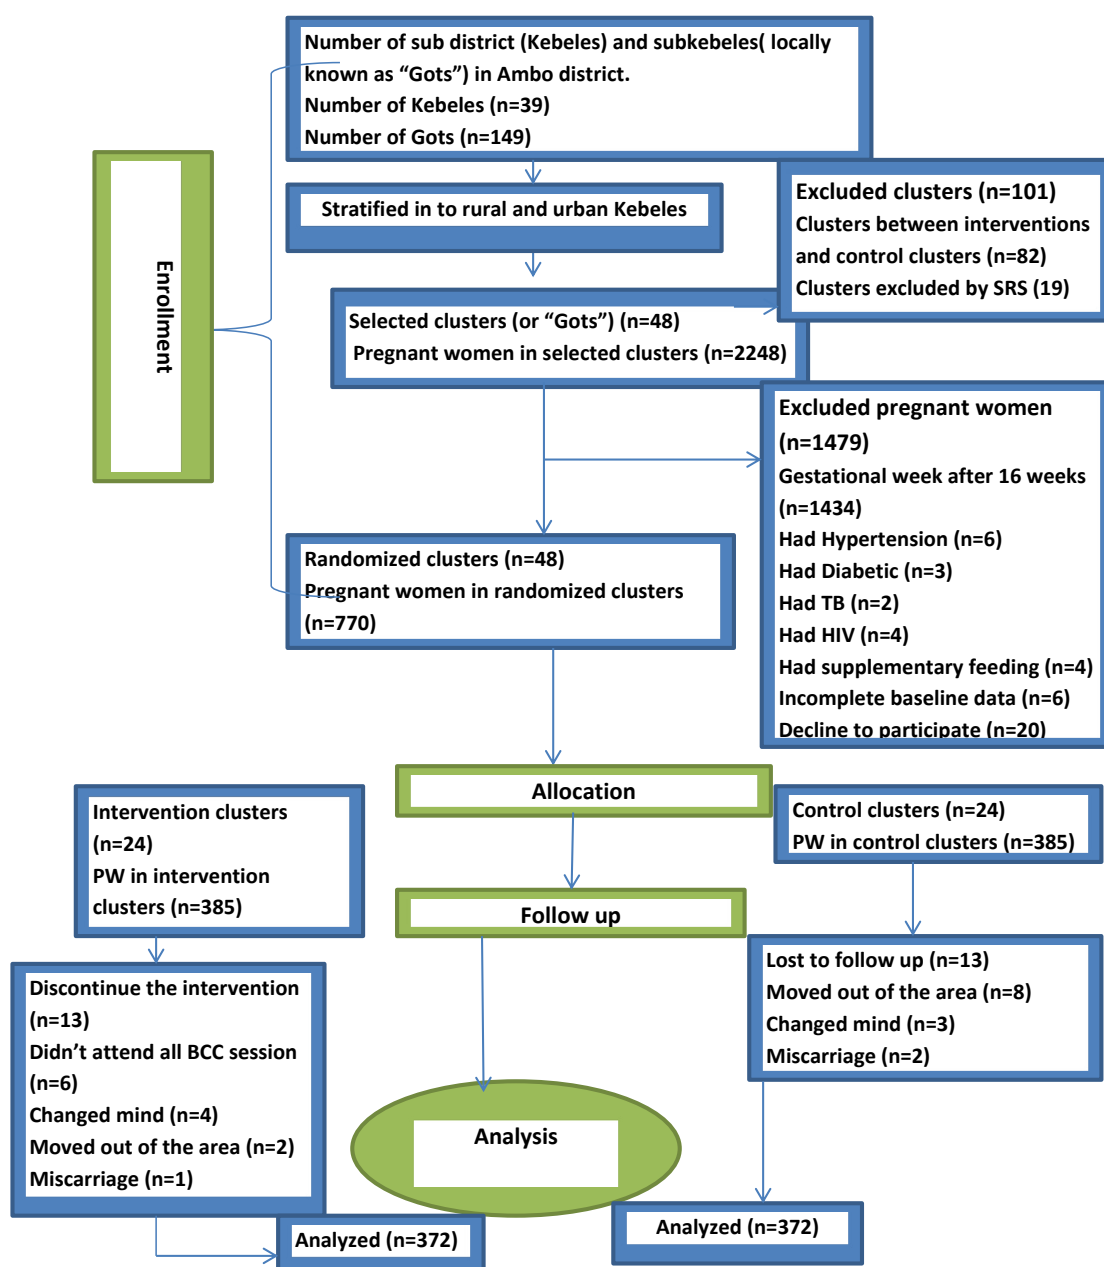 Number of sub district (Kebeles) and subkebeles( locally
known as “Gots”) in Ambo district.
Number of Kebeles (n=39)
Number of Gots (n=149)
Stratified in to rural and urban Kebeles
Excluded clusters (n=101)
Clusters between interventions
and control clusters (n=82)
Clusters excluded by SRS (19)
Enrollment
Selected clusters (or “Gots”) (n=48)
Pregnant women in selected clusters (n=2248)
Excluded pregnant women
(n=1479)
Gestational week after 16 weeks
(n=1434)
Had Hypertension (n=6)
Had Diabetic (n=3)
Had TB (n=2)
Had HIV (n=4)
Had supplementary feeding (n=4)
Incomplete baseline data (n=6)
Decline to participate (n=20)
Randomized clusters (n=48)
Pregnant women in randomized clusters
(n=770)
Allocation
Intervention clusters
(n=24)
PW in intervention
clusters (n=385)
Control clusters (n=24)
PW in control clusters (n=385)
Follow up
Discontinue the intervention
(n=13)
Didn’t attend all BCC session
(n=6)
Changed mind (n=4)
Moved out of the area (n=2)
Miscarriage (n=1)
Lost to follow up (n=13)
Moved out of the area (n=8)
Changed mind (n=3)
Miscarriage (n=2)
Analysis
Analyzed (n=372)
Analyzed (n=372)